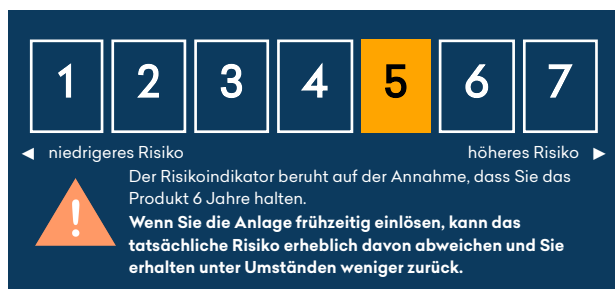 1 2 3 4 5 6 7
◄ niedrigeres Risiko höheres Risiko ►
Der Risikoindikator beruht auf der Annahme, dass Sie das
Produkt 6 Jahre halten.
!
Wenn Sie die Anlage frühzeitig einlösen, kann das
tatsächliche Risiko erheblich davon abweichen und Sie
erhalten unter Umständen weniger zurück.